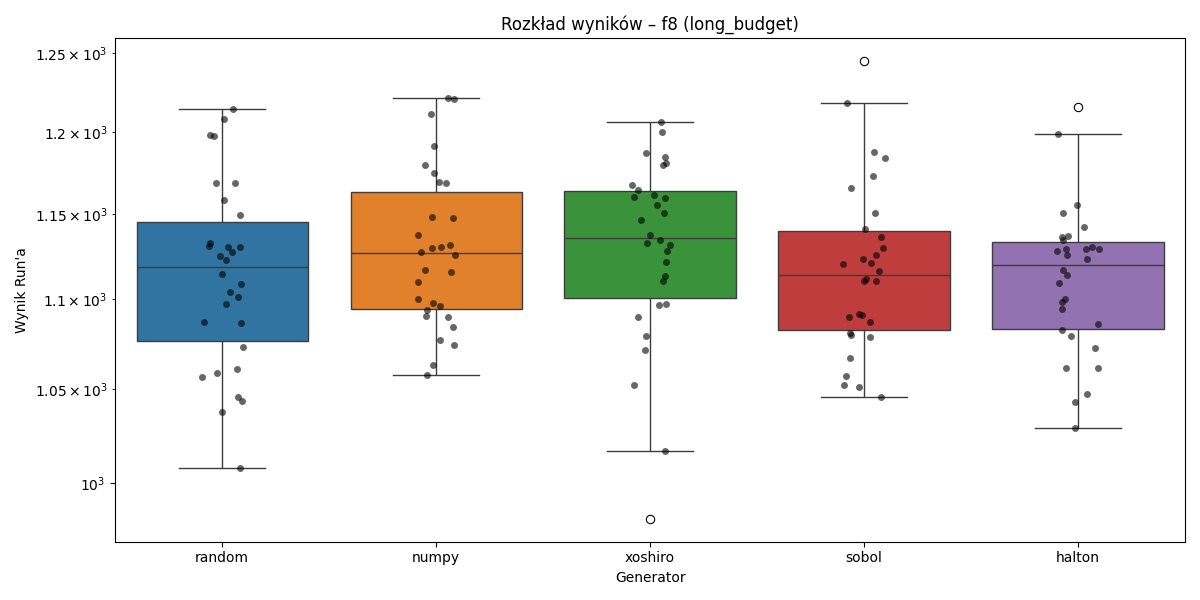 Rozkład wyników – f8 (long_budget)
1.25 × 10³
1.2 × 10³
1.15 × 10³
1.1 × 10³
1.05 × 10³
10³
Wynik Run'a
random numpy xoshiro sobol halton
Generator